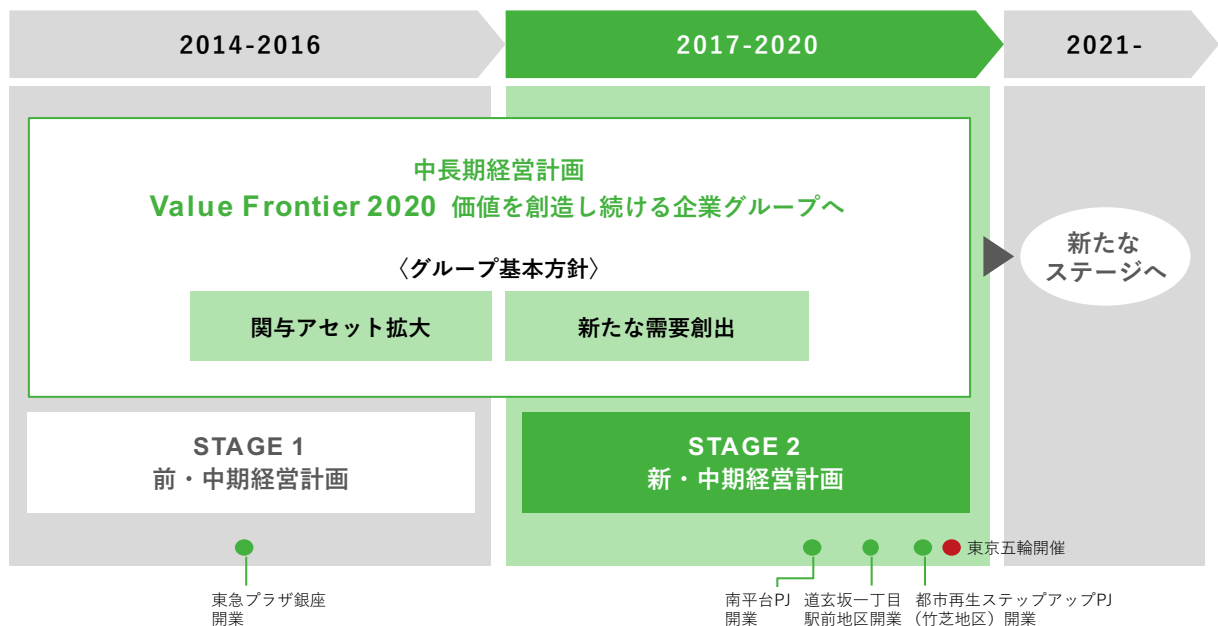 2014-2016
2017-2020
2021-
中長期経営計画
Value Frontier 2020 価値を創造し続ける企業グループへ
〈グループ基本方針〉
関与アセット拡大
新たな需要創出
新たな
ステージへ
STAGE 1
前・中期経営計画
STAGE 2
新・中期経営計画
東京五輪開催
東急プラザ銀座
開業
南平台PJ
開業
道玄坂一丁目
駅前地区開業
都市再生ステップアップPJ
（竹芝地区）開業